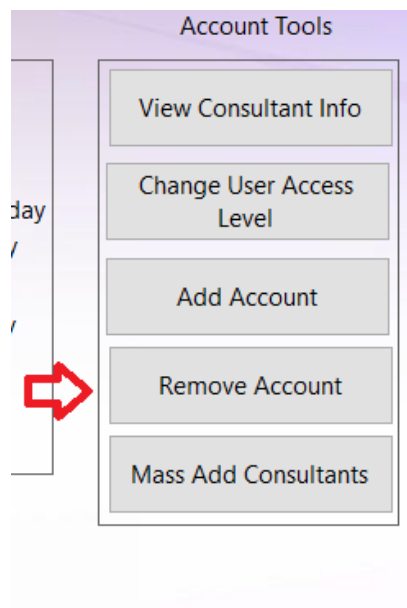 Account Tools
View Consultant Info
Change User Access
Level
day
y
Add Account
y
Remove Account
Mass Add Consultants